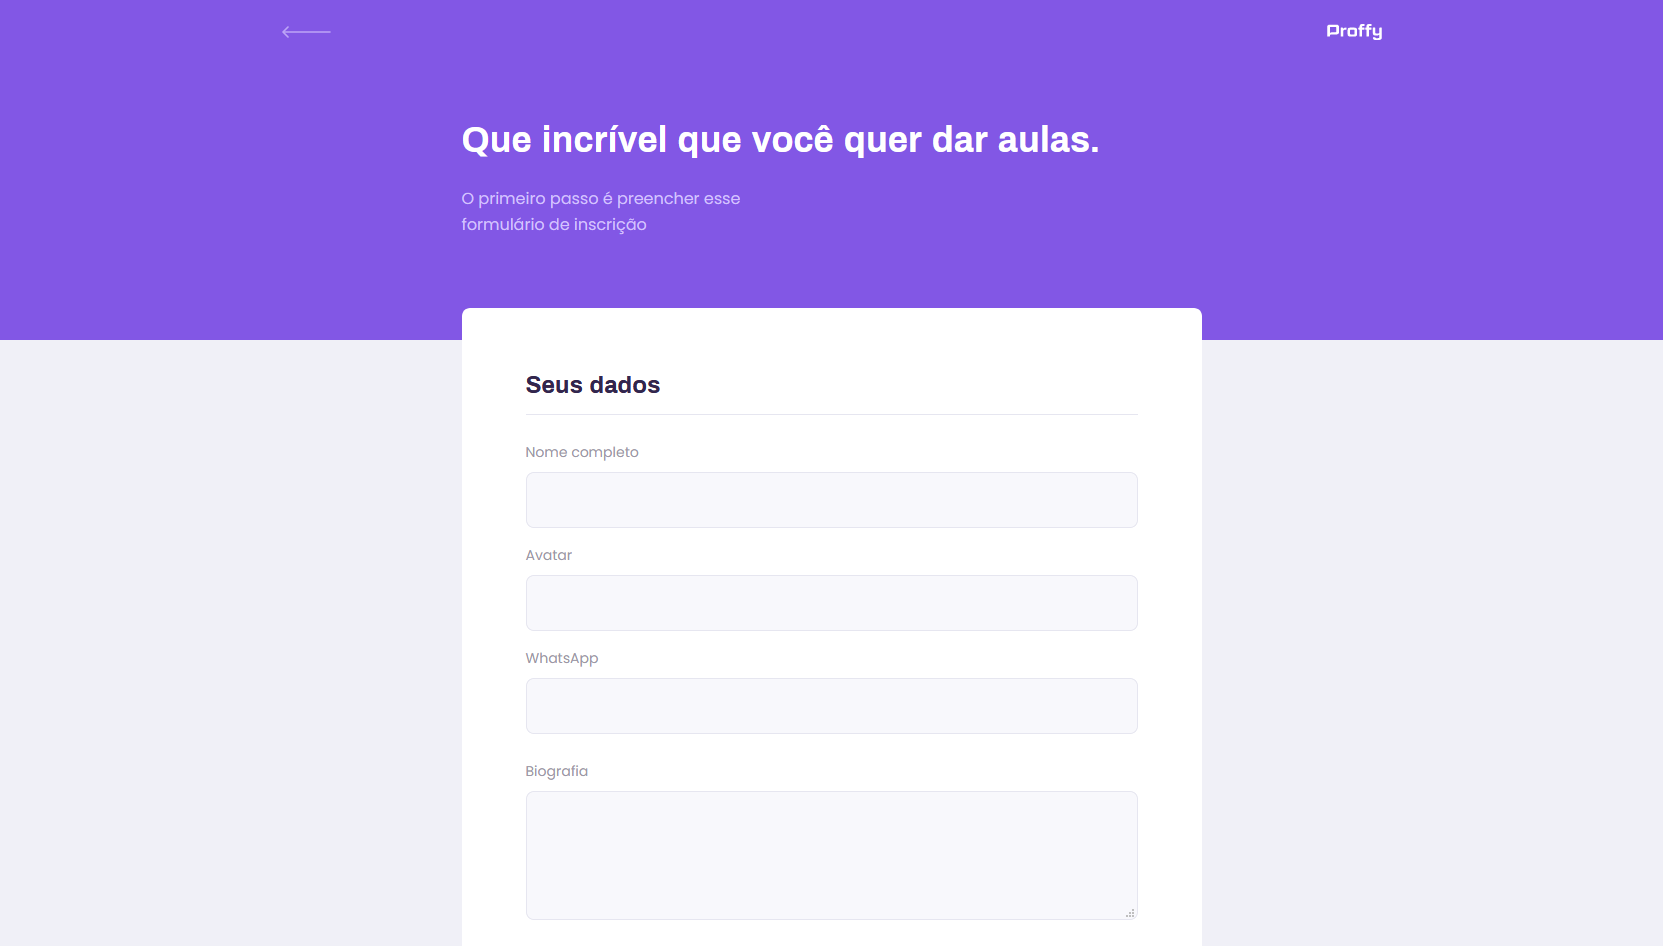 Proffy
Que incrível que você quer dar aulas.
O primeiro passo é preencher esse
formulário de inscrição
Seus dados
Nome completo
Avatar
WhatsApp
Biografia